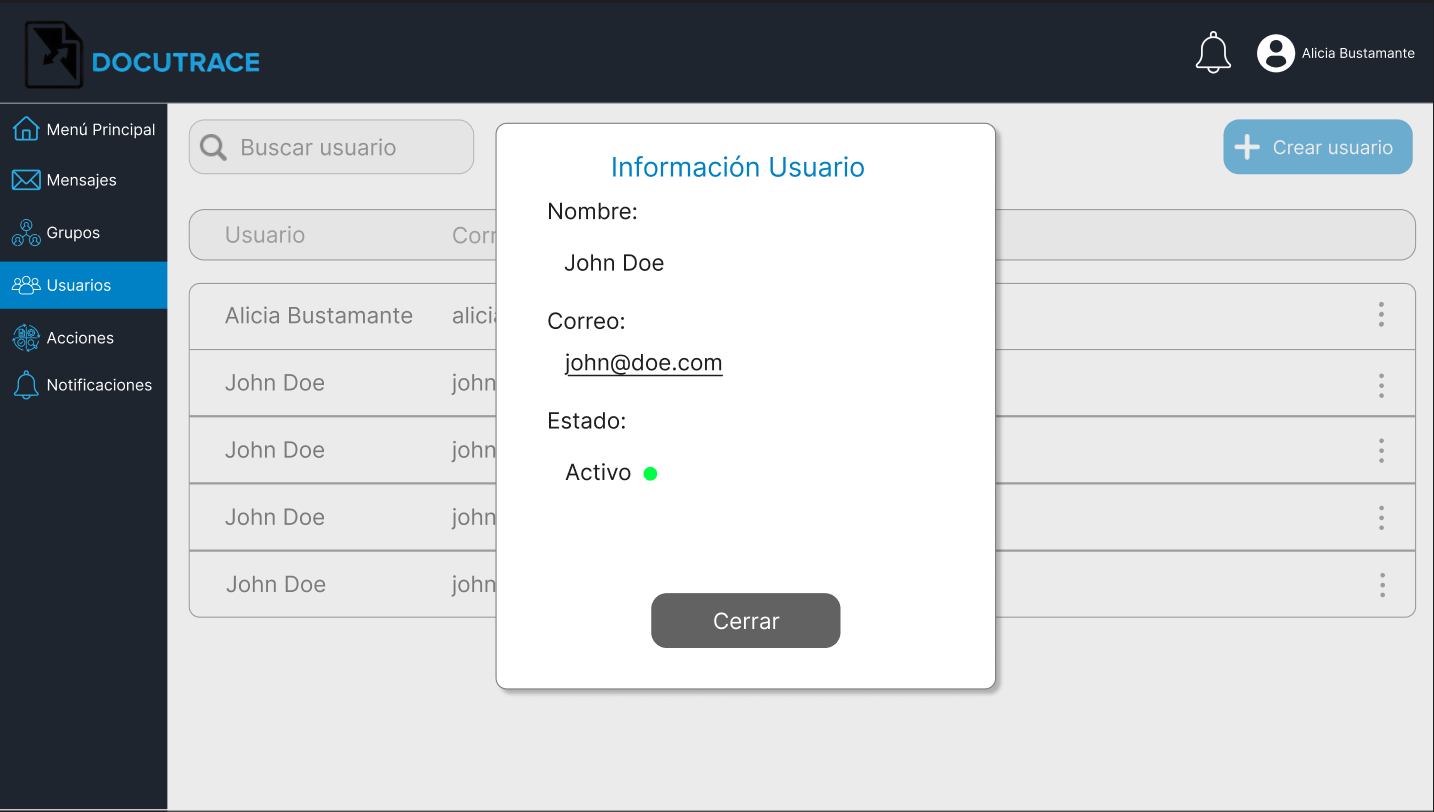 DOCUTRACE
Alicia Bustamante
Menú Principal
Mensajes
Grupos
Usuarios
Acciones
Notificaciones
Buscar usuario
Crear usuario
Usuario Corr
Alicia Bustamante alici
John Doe john
John Doe john
John Doe john
John Doe john
Información Usuario
Nombre:
John Doe
Correo:
john@doe.com
Estado:
Activo
Cerrar